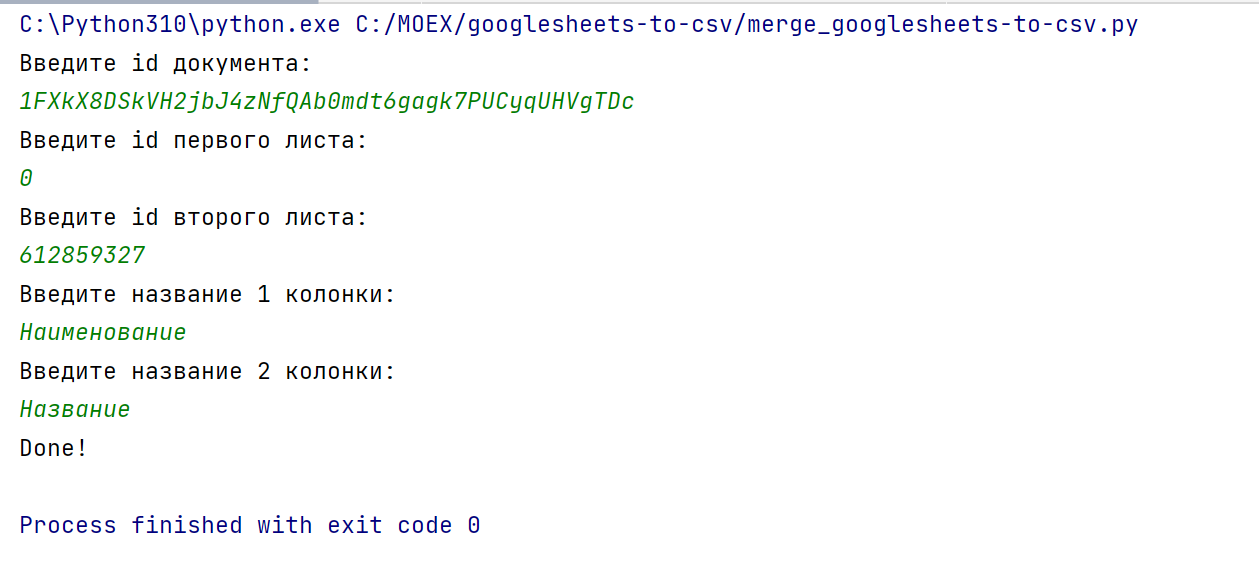 C:\Python310\python.exe C:/MOEX/googlesheets-to-csv/merge_googlesheets-to-csv.py
Введите id документа:
1FXkX8DSkVH2jbJ4zNfQAb0mdt6gagk7PUCyqUHVgTDc
Введите id первого листа:
0
Введите id второго листа:
612859327
Введите название 1 колонки:
Наименование
Введите название 2 колонки:
Название
Done!
Process finished with exit code 0